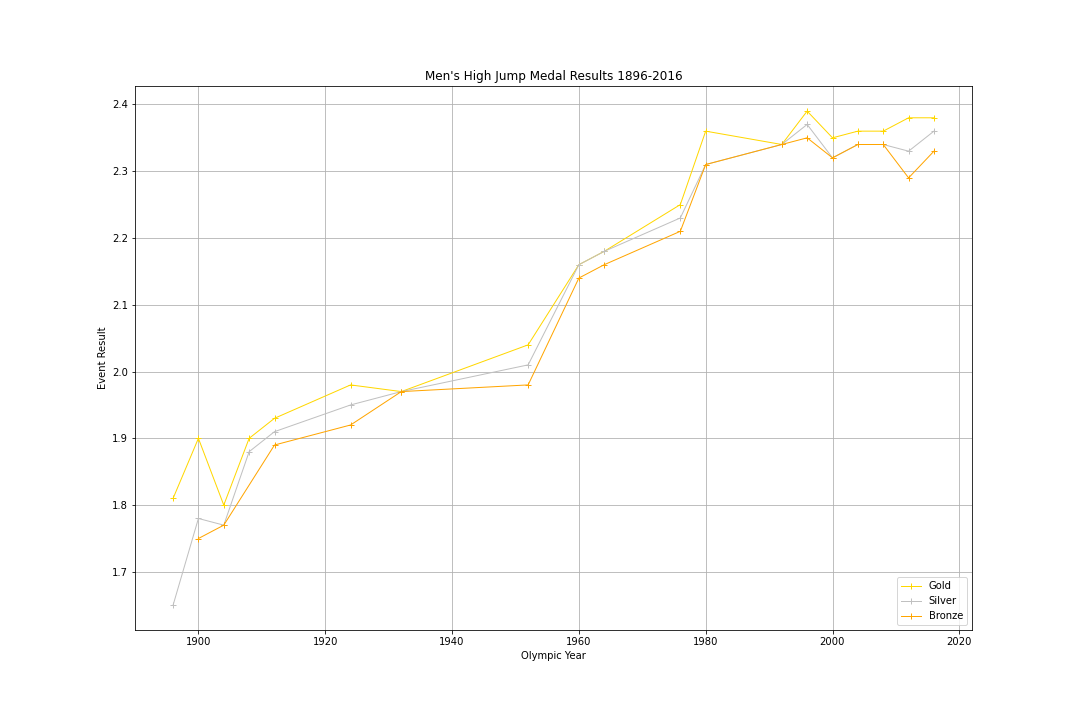 Men's High Jump Medal Results 1896-2016
2.4
2.3
2.2
2.1
2.0
1.9
1.8
1.7
Event Result
Gold
Silver
Bronze
1900 1920 1940 1960 1980 2000 2020
Olympic Year